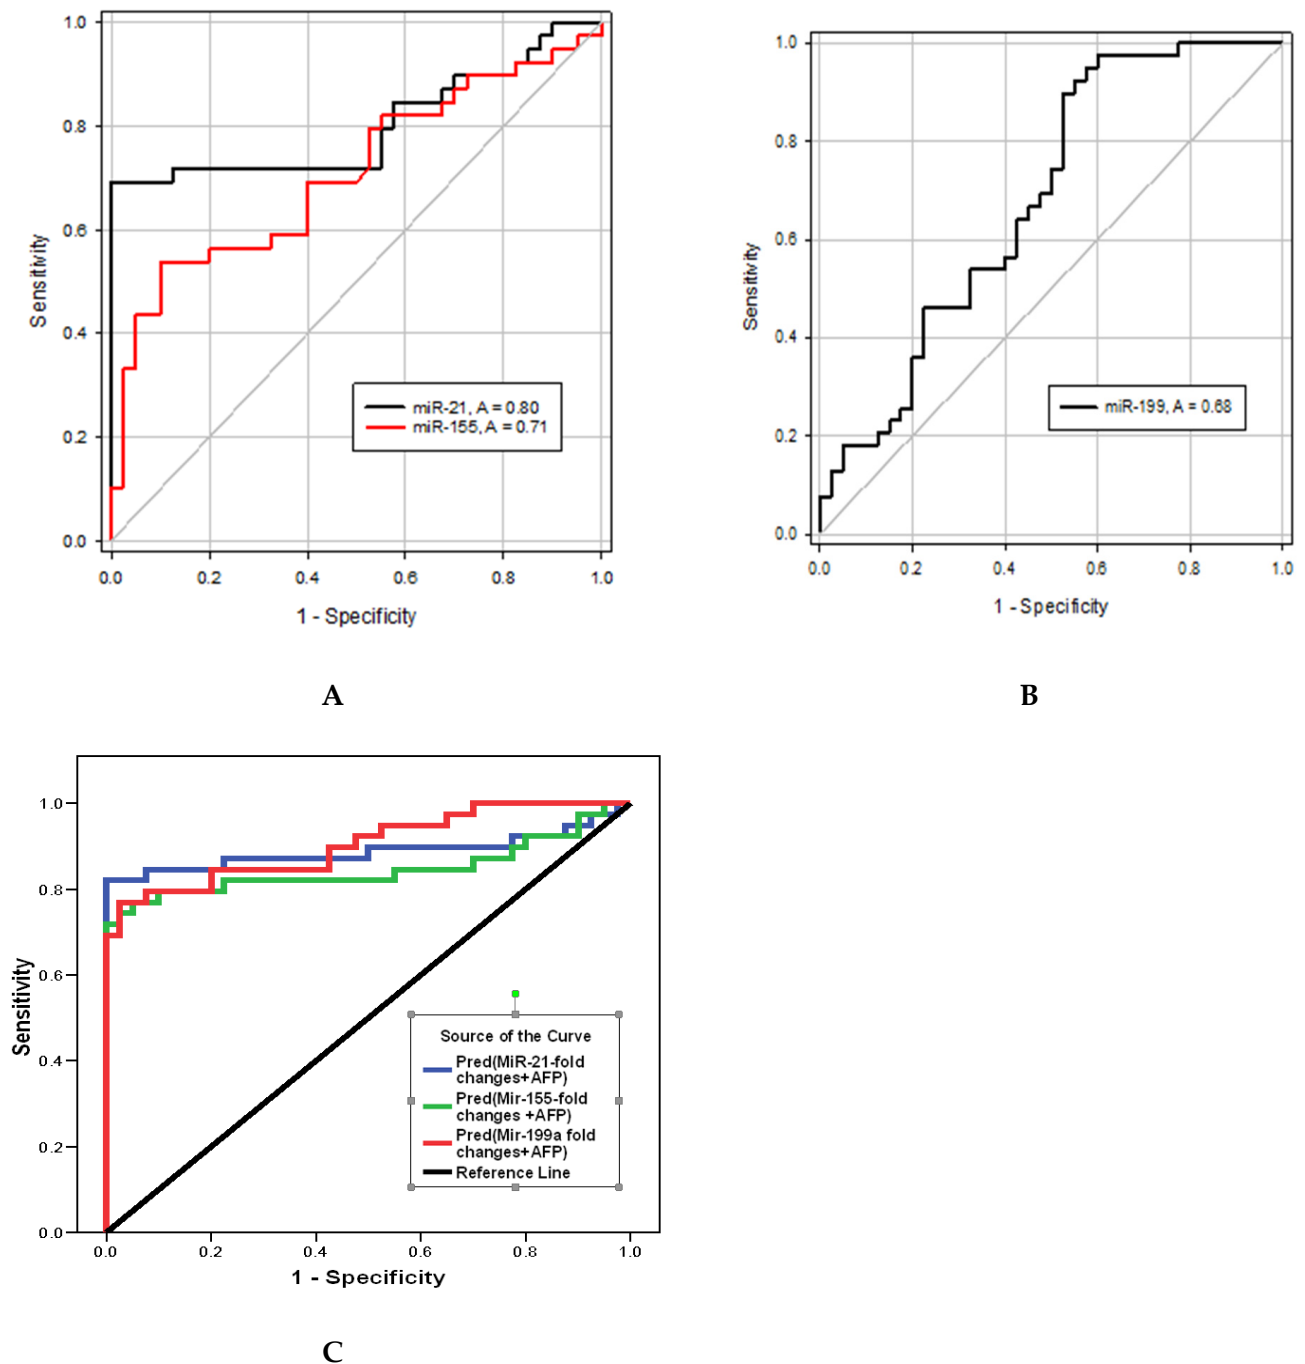 1.0
0.8
0.6
0.4
0.2
0.0
Sensitivity
miR-21, A = 0.80
miR-155, A = 0.71
0.0 0.2 0.4 0.6 0.8 1.0
1 - Specificity
A
1.0
0.8
0.6
0.4
0.2
0.0
Sensitivity
miR-199, A = 0.68
0.0 0.2 0.4 0.6 0.8 1.0
1 - Specificity
B
1.0
0.8
0.6
0.4
0.2
0.0
Sensitivity
Source of the Curve
Pred(MiR-21-fold
changes+AFP)
Pred(Mir-155-fold
changes +AFP)
Pred(Mir-199a fold
changes+AFP)
Reference Line
0.0 0.2 0.4 0.6 0.8 1.0
1 - Specificity
C